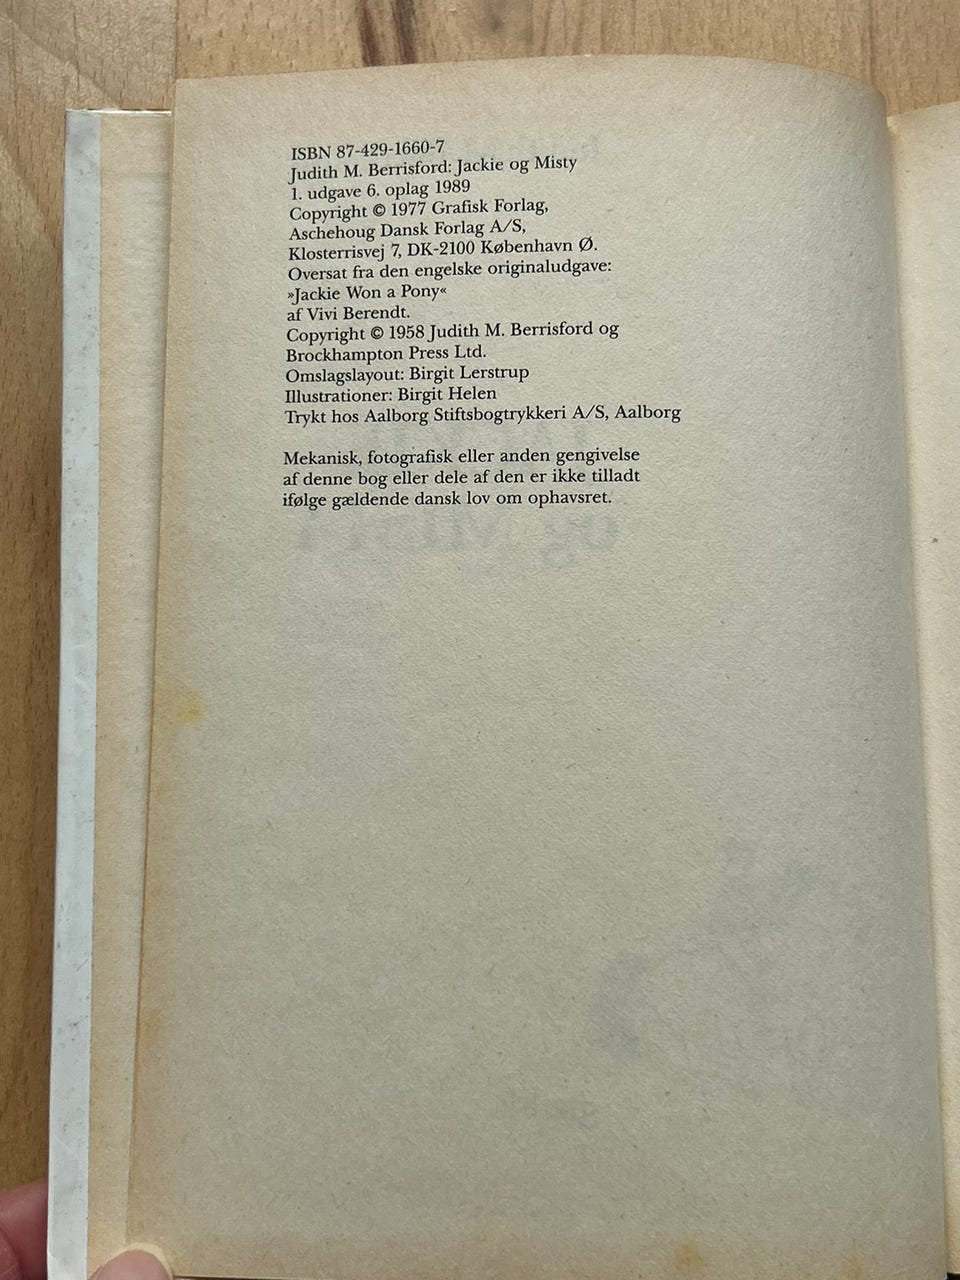 ISBN 87-429-1660-7
Judith M. Berrisford: Jackie og Misty
1. udgave 6. oplag 1989
Copyright © 1977 Grafisk Forlag,
Aschehoug Dansk Forlag A/S,
Klosterrisvej 7, DK-2100 København Ø.
Oversat fra den engelske originaludgave:
»Jackie Won a Pony«
af Vivi Berendt.
Copyright © 1958 Judith M. Berrisford og
Brockhampton Press Ltd.
Omslagslayout: Birgit Lerstrup
Illustrationer: Birgit Helen
Trykt hos Aalborg Stiftsbogtrykkeri A/S, Aalborg
Mekanisk, fotografisk eller anden gengivelse
af denne bog eller dele af den er ikke tilladt
ifølge gældende dansk lov om ophavsret.